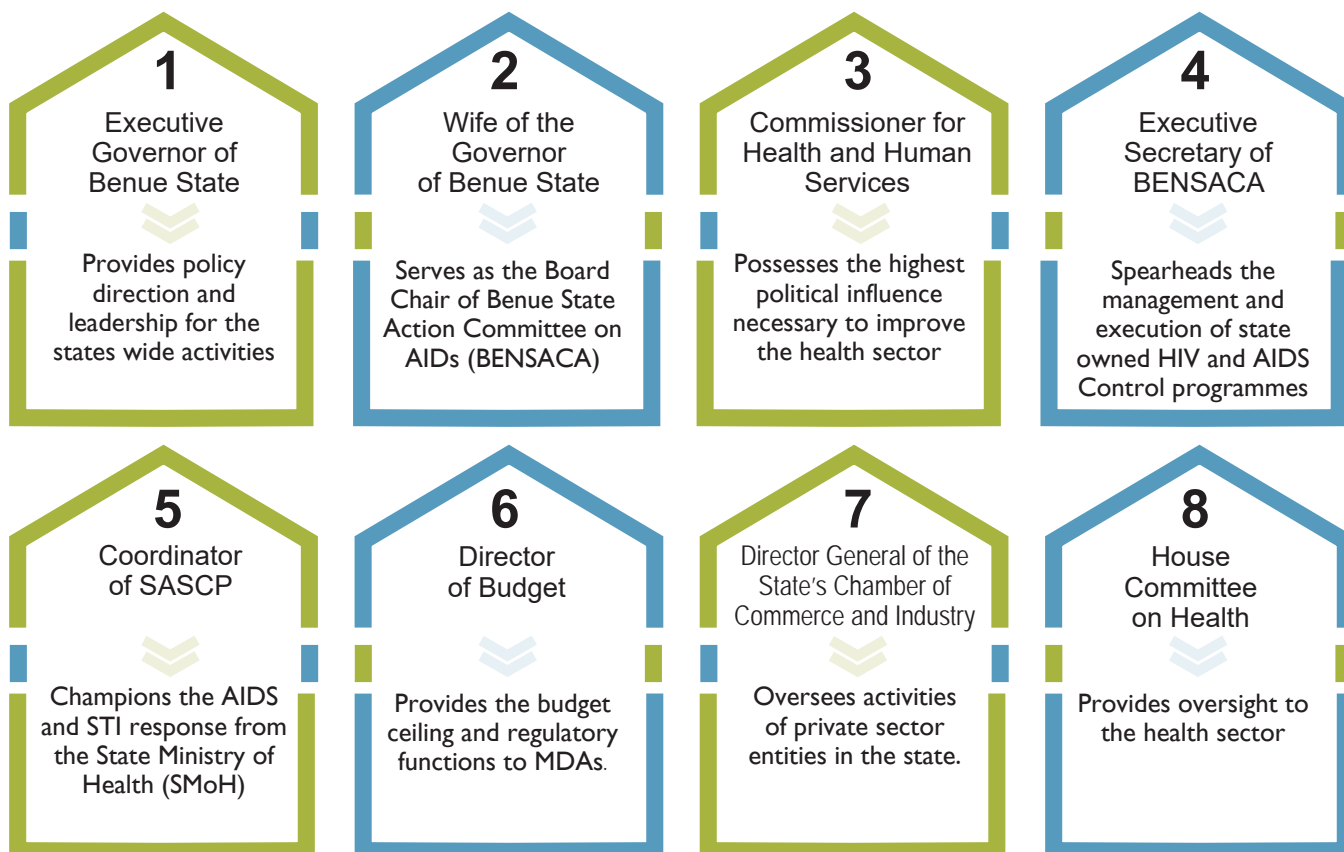 1
Executive
Governor of
Benue State
Provides policy
direction and
leadership for the
states wide activities
2
Wife of the
Governor
of Benue State
Serves as the Board
Chair of Benue State
Action Committee on
AIDs (BENSACA)
3
Commissioner for
Health and Human
Services
Possesses the highest
political influence
necessary to improve
the health sector
4
Executive
Secretary of
BENSACA
Spearheads the
management and
execution of state
owned HIV and AIDS
Control programmes
5
Coordinator
of SASCP
Champions the AIDS
and STI response from
the State Ministry of
Health (SMoH)
6
Director
of Budget
Provides the budget
ceiling and regulatory
functions to MDAs.
7
Director General of the
State's Chamber of
Commerce and Industry
Oversees activities
of private sector
entities in the state.
8
House
Committee
on Health
Provides oversight to
the health sector